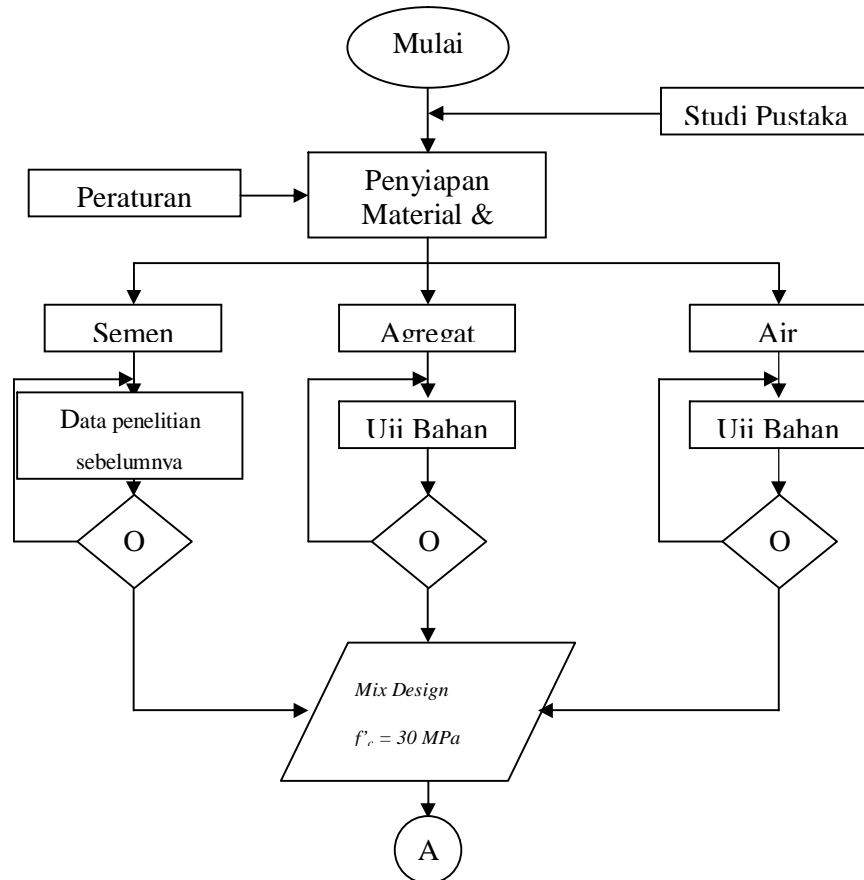 Mulai
Studi Pustaka
Peraturan
Penyiapan
Material &
Semen
Agregat
Air
Data penelitian
sebelumnya
Uji Bahan
Uji Bahan
O
O
O
Mix Design
f'c = 30 MPa
A